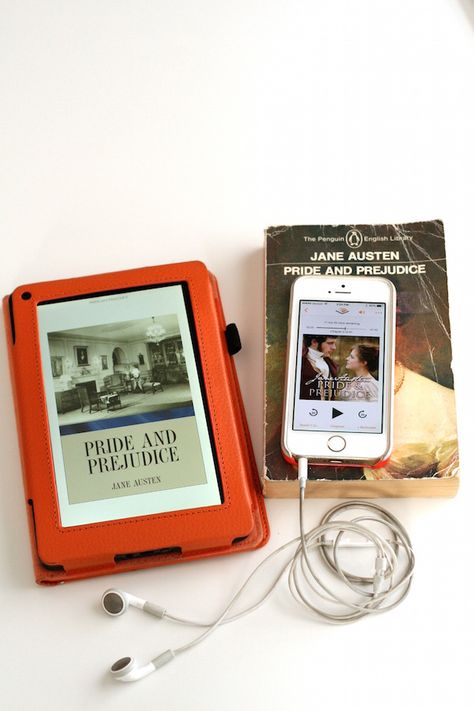 PRIDE AND
PREJUDICE
JANE AUSTEN
The Penguin English Library
JANE AUSTEN
PRIDE AND PREJUDICE
PRIDE &
PREJUDICE